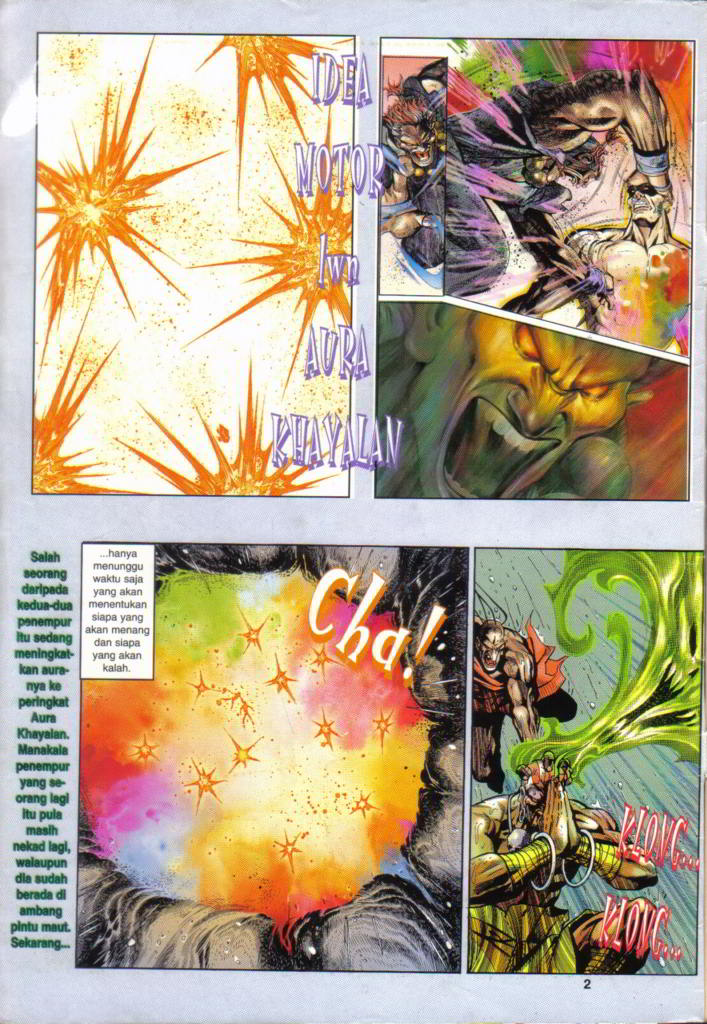 IDEA
MOTOR
lwn
AURA
KHAYALAN
Salah
seorang
daripada
kedua-dua
penempur
itu sedang
meningkat-
kan aura-
nya ke
peringkat
Aura
Khayalan.
Manakala
penempur
yang se-
orang lagi
itu pula
masih
nekad lagi,
walaupun
dia sudah
berada di
ambang
pintu maut.
Sekarang...
...hanya
menunggu
waktu saja
yang akan
menentukan
siapa yang
akan menang
dan siapa
yang akan
kalah.
Cha!
KLONG...
KLONG...
2